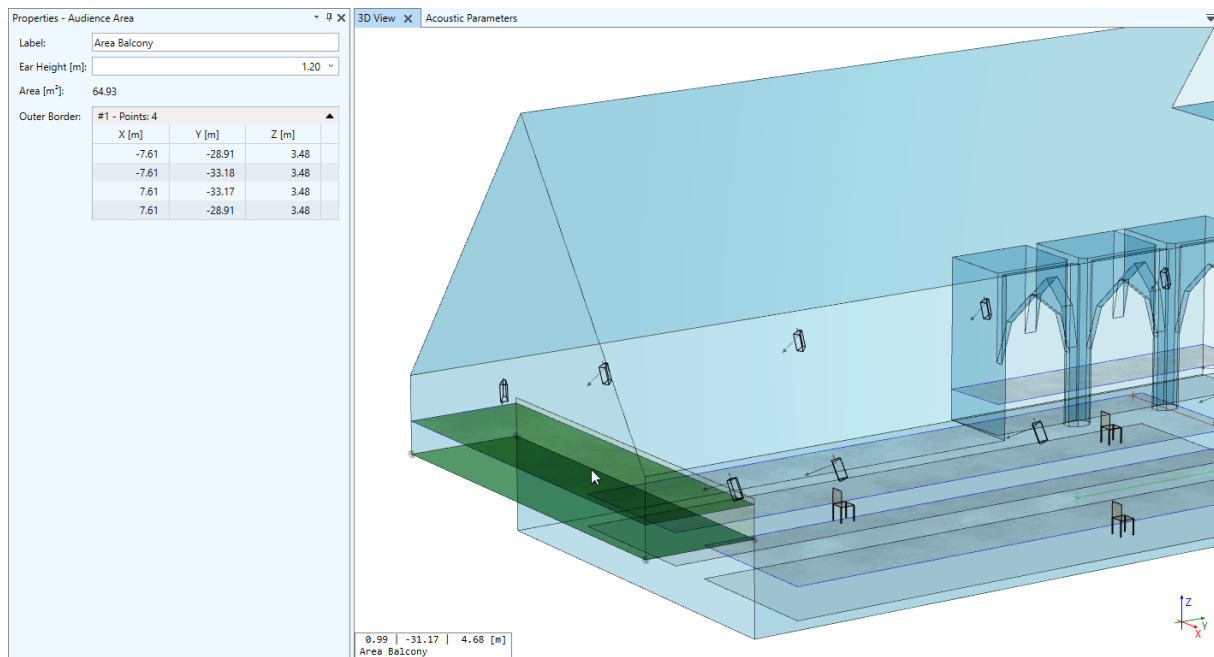 Properties - Audience Area
Label: Area Balcony
Ear Height [m]: 1.20
Area [m²]: 64.93
Outer Border: #1 - Points: 4
X [m] Y [m] Z [m]
-7.61 -28.91 3.48
-7.61 -33.18 3.48
7.61 -33.17 3.48
7.61 -28.91 3.48
3D View Acoustic Parameters
Z
Y
X
0.99 | -31.17 | 4.68 [m]
Area Balcony